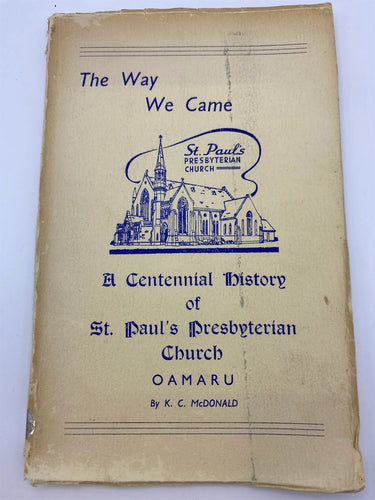 The Way
We Came
St. Paul's
PRESBYTERIAN
CHURCH
A Centennial History
of
St. Paul's Presbyterian
Church
OAMARU
By K. C. McDONALD